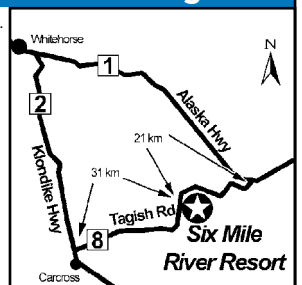 Whitehorse
N
1
2
Alaska Hwy
21 km
Klondike Hwy
31 km
Tagish Rd
8
Six Mile
River Resort
Carcross